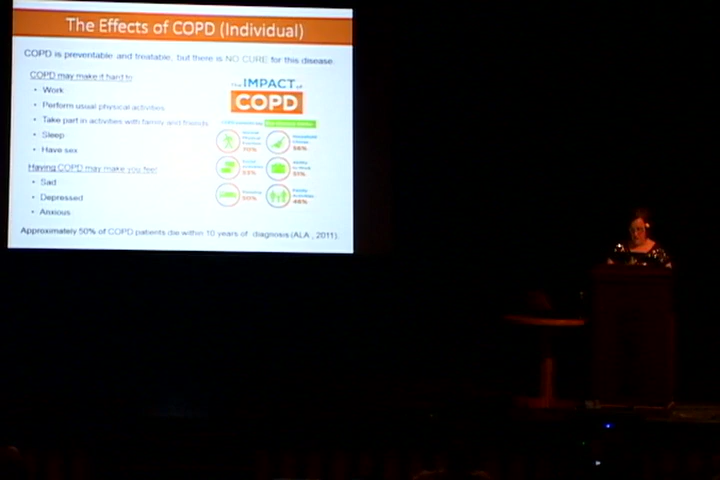 The Effects of COPD (Individual)
COPD is preventable and treatable, but there is NO CURE for this disease.
COPD may make it hard to
• Work
• Perform usual physical activities
• Take part in activities with family and friends
• Sleep
• Have sex
Having COPD may make you feel
• Sad
• Depressed
• Anxious
The IMPACT of
COPD
70%
56%
53%
51%
50%
46%
Approximately 50% of COPD patients die within 10 years of diagnosis (ALA, 2011).